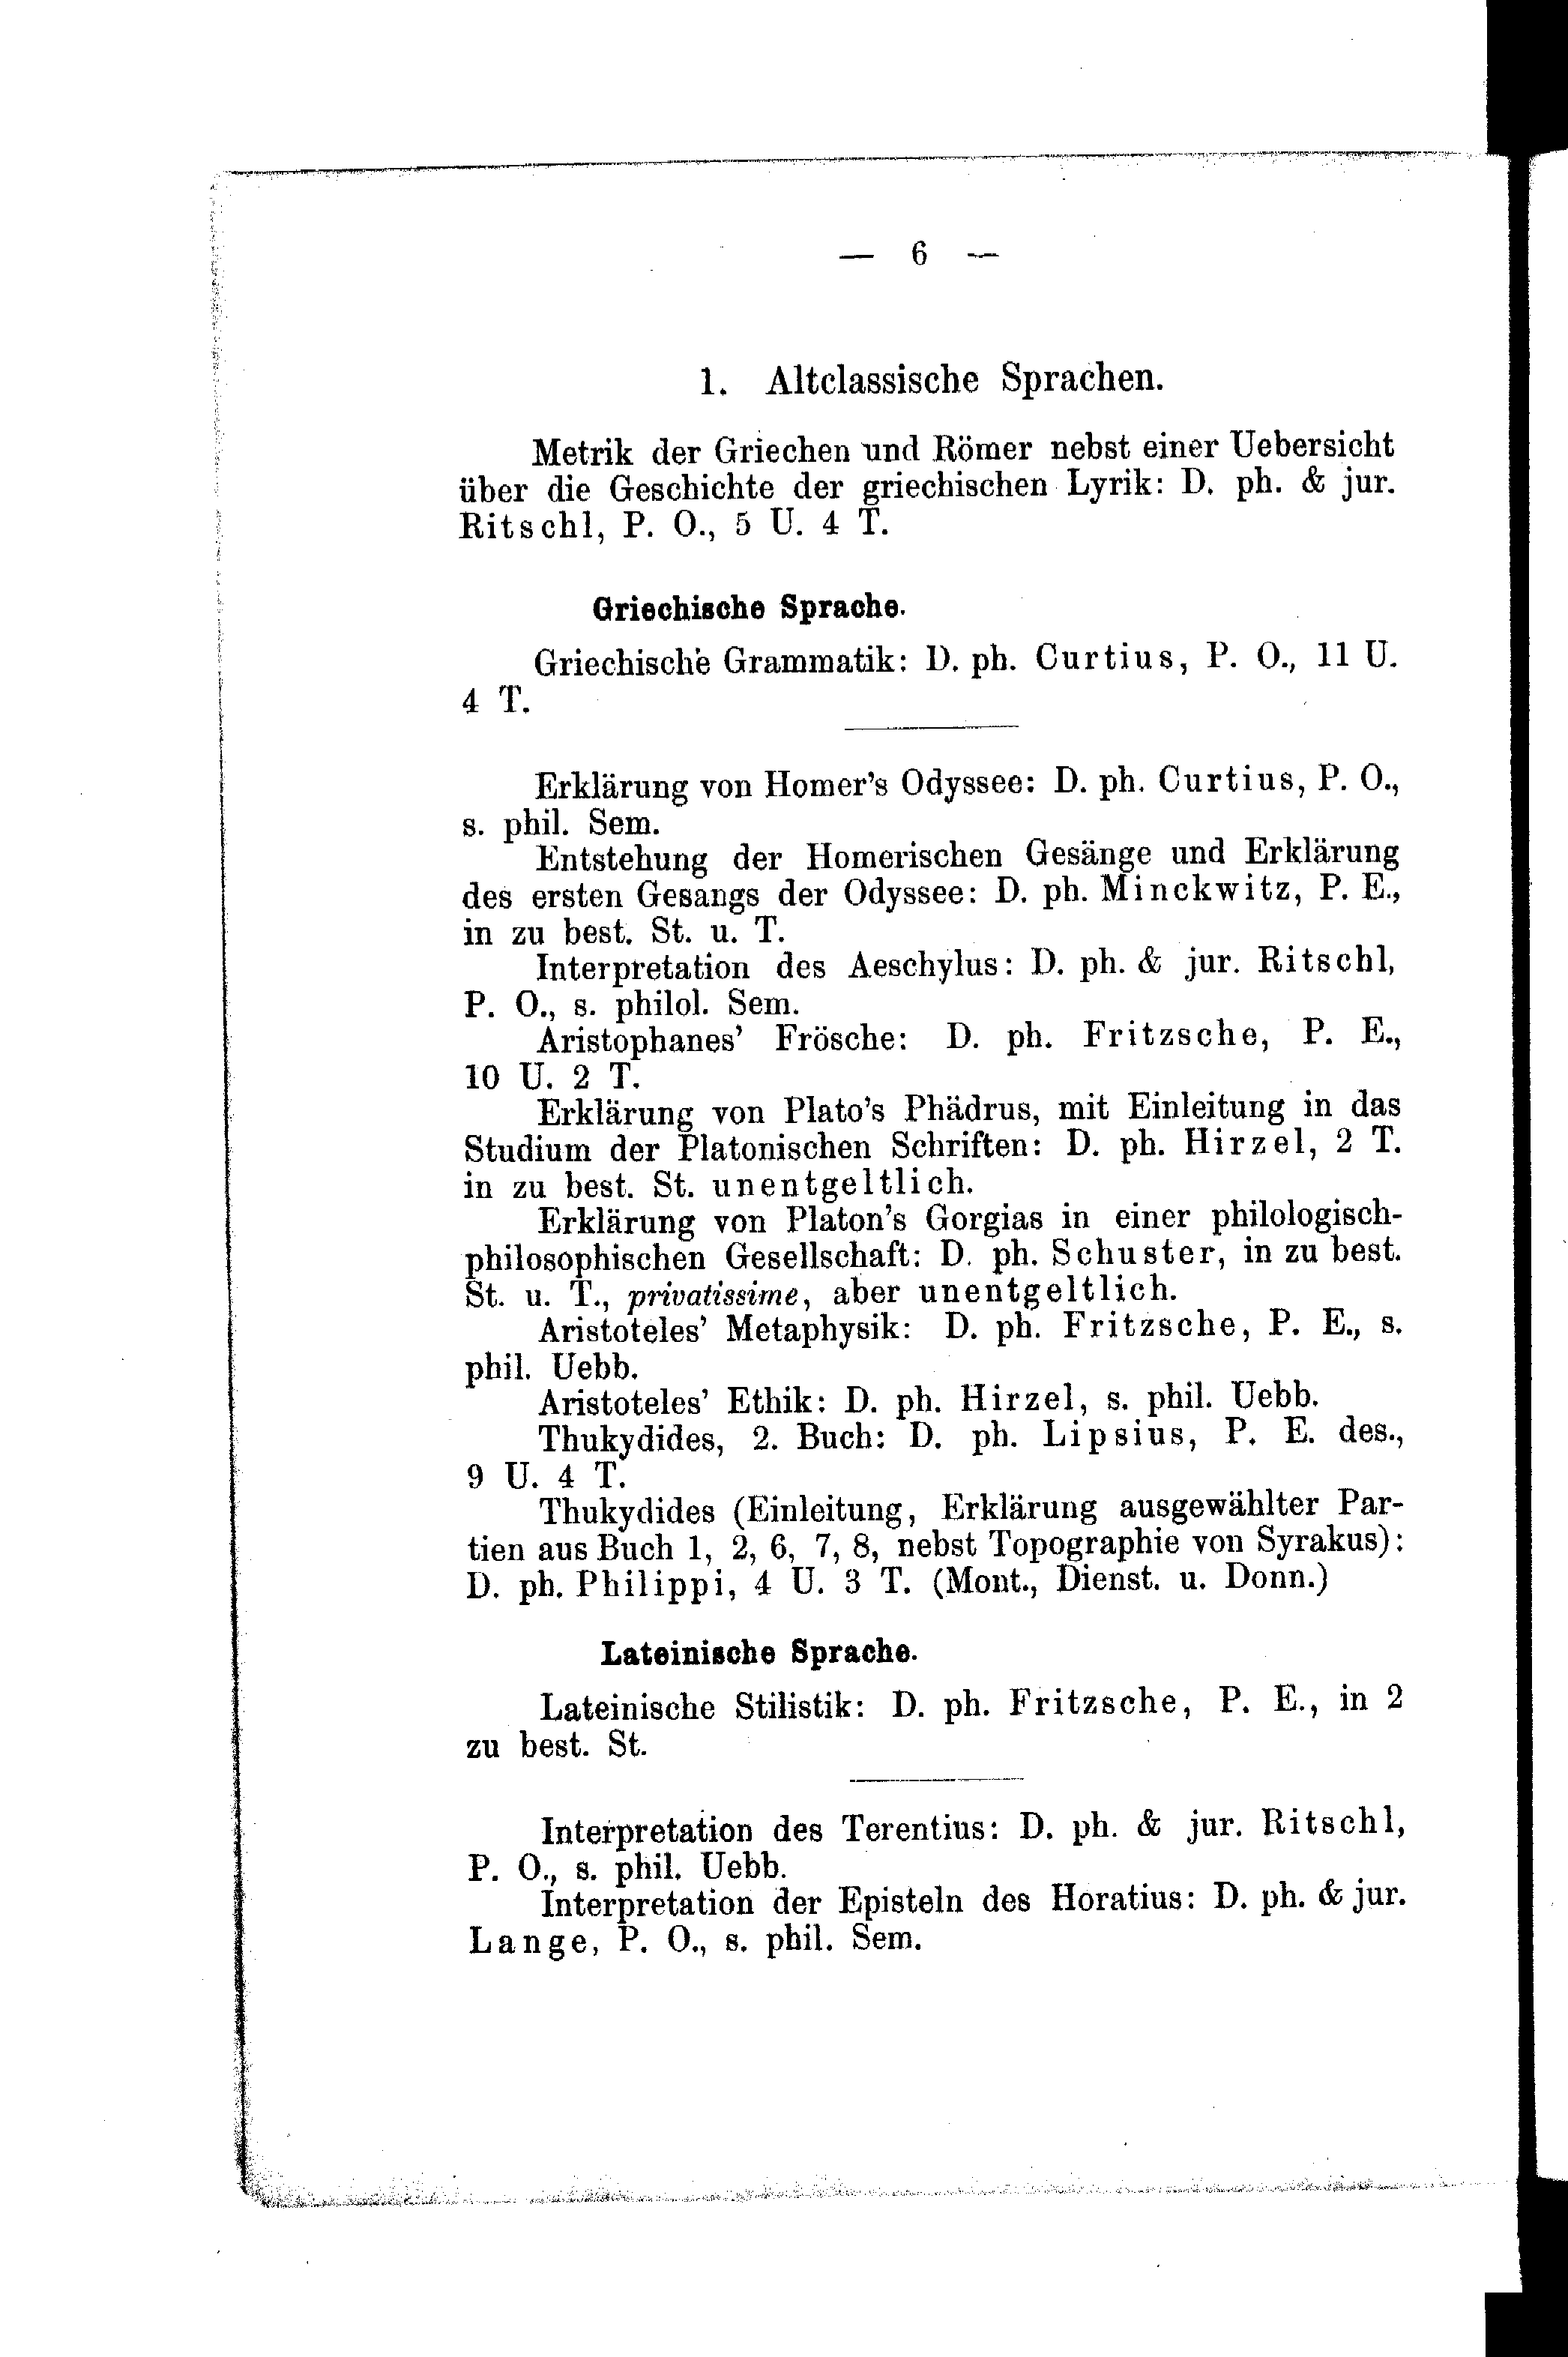 — 6 —
1. Altclassische Sprachen.
Metrik der Griechen und Römer nebst einer Uebersicht
über die Geschichte der griechischen Lyrik: D. ph. & jur.
Ritschl, P. O., 5 U. 4 T.
Griechische Sprache.
Griechische Grammatik: D. ph. Curtius, P. O., 11 U.
4 T.
Erklärung von Homer's Odyssee: D. ph. Curtius, P. O.,
s. phil. Sem.
Entstehung der Homerischen Gesänge und Erklärung
des ersten Gesangs der Odyssee: D. ph. Minckwitz, P. E.,
in zu best. St. u. T.
Interpretation des Aeschylus: D. ph. & jur. Ritschl,
P. O., s. philol. Sem.
Aristophanes' Frösche: D. ph. Fritzsche, P. E.,
10 U. 2 T.
Erklärung von Plato's Phädrus, mit Einleitung in das
Studium der Platonischen Schriften: D. ph. Hirzel, 2 T.
in zu best. St. unentgeltlich.
Erklärung von Platon's Gorgias in einer philologisch-
philosophischen Gesellschaft: D. ph. Schuster, in zu best.
St. u. T., privatissime, aber unentgeltlich.
Aristoteles' Metaphysik: D. ph. Fritzsche, P. E., s.
phil. Uebb.
Aristoteles' Ethik: D. ph. Hirzel, s. phil. Uebb.
Thukydides, 2. Buch: D. ph. Lipsius, P. E. des.,
9 U. 4 T.
Thukydides (Einleitung, Erklärung ausgewählter Par-
tien aus Buch 1, 2, 6, 7, 8, nebst Topographie von Syrakus):
D. ph. Philippi, 4 U. 3 T. (Mont., Dienst. u. Donn.)
Lateinische Sprache.
Lateinische Stilistik: D. ph. Fritzsche, P. E., in 2
zu best. St.
Interpretation des Terentius: D. ph. & jur. Ritschl,
P. O., s. phil. Uebb.
Interpretation der Episteln des Horatius: D. ph. & jur.
Lange, P. O., s. phil. Sem.